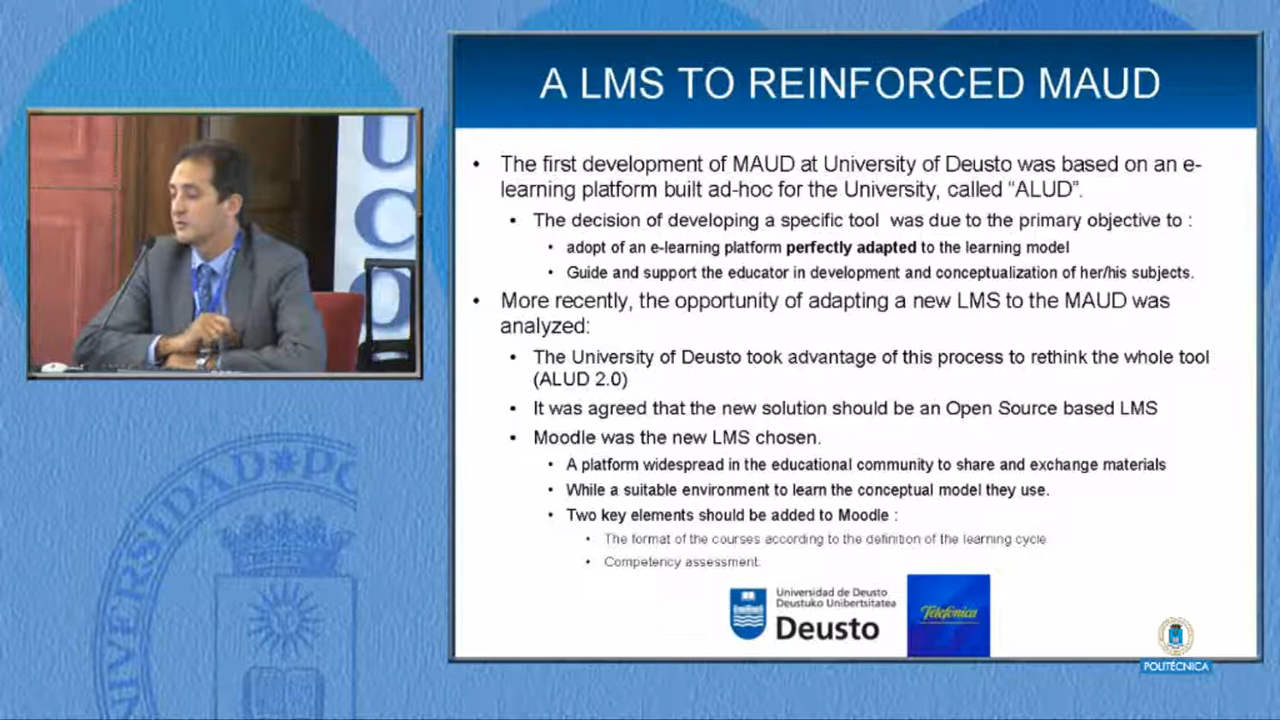 A LMS TO REINFORCED MAUD
• The first development of MAUD at University of Deusto was based on an e-
learning platform built ad-hoc for the University, called “ALUD”.
• The decision of developing a specific tool was due to the primary objective to :
• adopt of an e-learning platform perfectly adapted to the learning model
• Guide and support the educator in development and conceptualization of her/his subjects.
• More recently, the opportunity of adapting a new LMS to the MAUD was
analyzed:
• The University of Deusto took advantage of this process to rethink the whole tool
(ALUD 2.0)
• It was agreed that the new solution should be an Open Source based LMS
• Moodle was the new LMS chosen.
• A platform widespread in the educational community to share and exchange materials
• While a suitable environment to learn the conceptual model they use.
• Two key elements should be added to Moodle :
• The format of the courses according to the definition of the learning cycle
• Competency assessment.
Universidad de Deusto
Deustuko Unibertsitatea
Deusto
Telefónica
POLITÉCNICA
UCO
UNIVERSIDAD